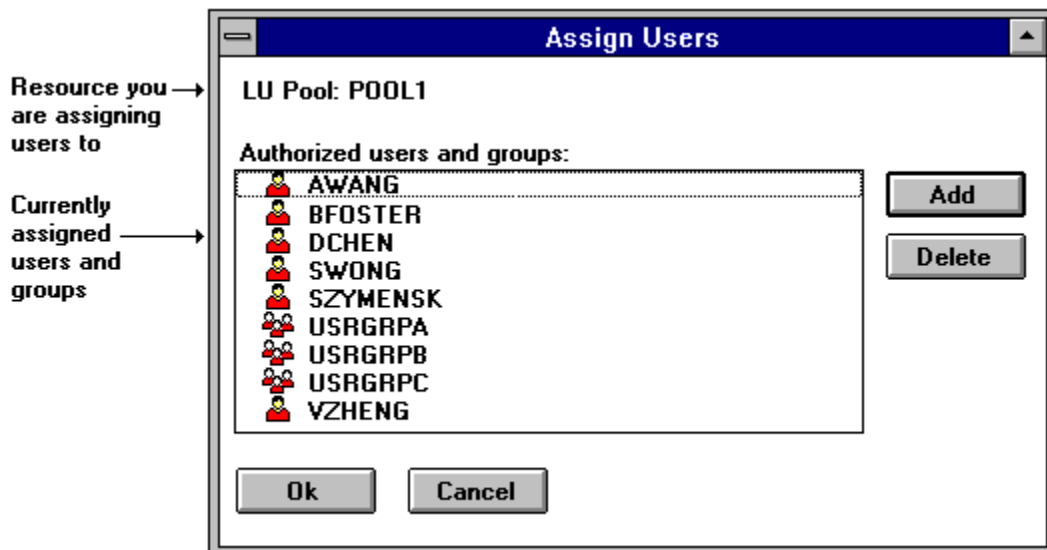 Assign Users
Resource you
are assigning
users to
LU Pool: POOL1
Authorized users and groups:
Currently
assigned
users and
groups
AWANG
BFOSTER
DCHEN
SWONG
SZYMENSK
USRGRPA
USRGRPB
USRGRPC
VZHENG
Add
Delete
Ok
Cancel